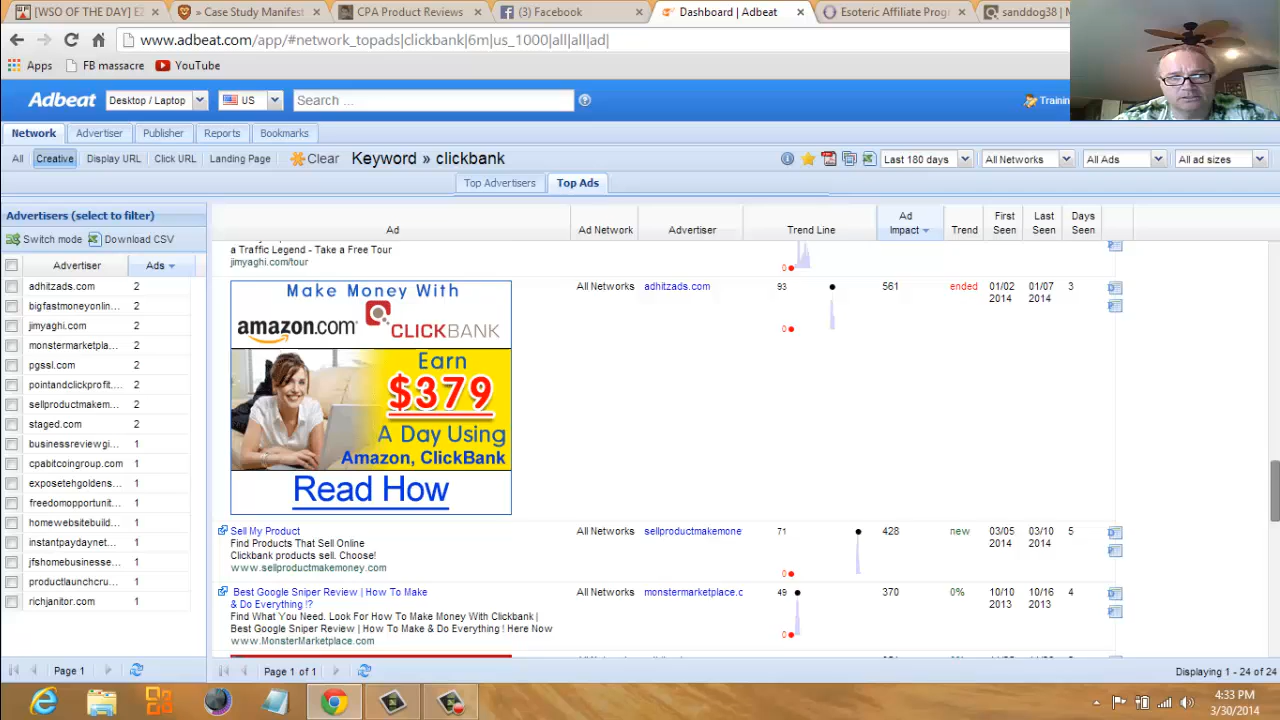 [WSO OF THE DAY] E
» Case Study Manifest
CPA Product Reviews
(3) Facebook
Dashboard | Adbeat
Esoteric Affiliate Prog
sanddog38 | M
www.adbeat.com/app/#network_topads|clickbank|6m|us_1000|all|all|ad|
Apps
FB massacre
YouTube
Adbeat
Desktop / Laptop
US
Search ...
Training
Network
Advertiser
Publisher
Reports
Bookmarks
All
Creative
Display URL
Click URL
Landing Page
Clear
Keyword » clickbank
Last 180 days
All Networks
All Ads
All ad sizes
Top Advertisers
Top Ads
Advertisers (select to filter)
Switch mode
Download CSV
Advertiser
Ads
adhitzads.com 2
bigfastmoneyonlin... 2
jimyaghi.com 2
monstermarketpla... 2
pgssl.com 2
pointandclickprofit... 2
sellproductmakem... 2
staged.com 2
businessreviewgi... 1
cpabitcoingroup.com 1
exposetehgoldens... 1
freedomopportunit... 1
homewebsitebuild... 1
instantpaydaynet... 1
jfshomebusinesse... 1
productlaunchcru... 1
richjanitor.com 1
Page 1
Ad
Ad Network
Advertiser
Trend Line
Ad Impact
Trend
First Seen
Last Seen
Days Seen
a Traffic Legend - Take a Free Tour
jimyaghi.com/tour
0
Make Money With
amazon.com CLICKBANK
Earn
$379
A Day Using
Amazon, ClickBank
Read How
All Networks adhitzads.com 93 561 ended 01/02 2014 01/07 2014 3
0
Sell My Product
Find Products That Sell Online
Clickbank products sell. Choose!
www.sellproductmakemoney.com
All Networks sellproductmakemone 71 428 new 03/05 2014 03/10 2014 5
0
Best Google Sniper Review | How To Make
& Do Everything !?
Find What You Need. Look For How To Make Money With Clickbank |
Best Google Sniper Review | How To Make & Do Everything ! Here Now
www.MonsterMarketplace.com
All Networks monstermarketplace.c 49 370 0% 10/10 2013 10/16 2013 4
0
Page 1 of 1
Displaying 1 - 24 of 24
4:33 PM
3/30/2014